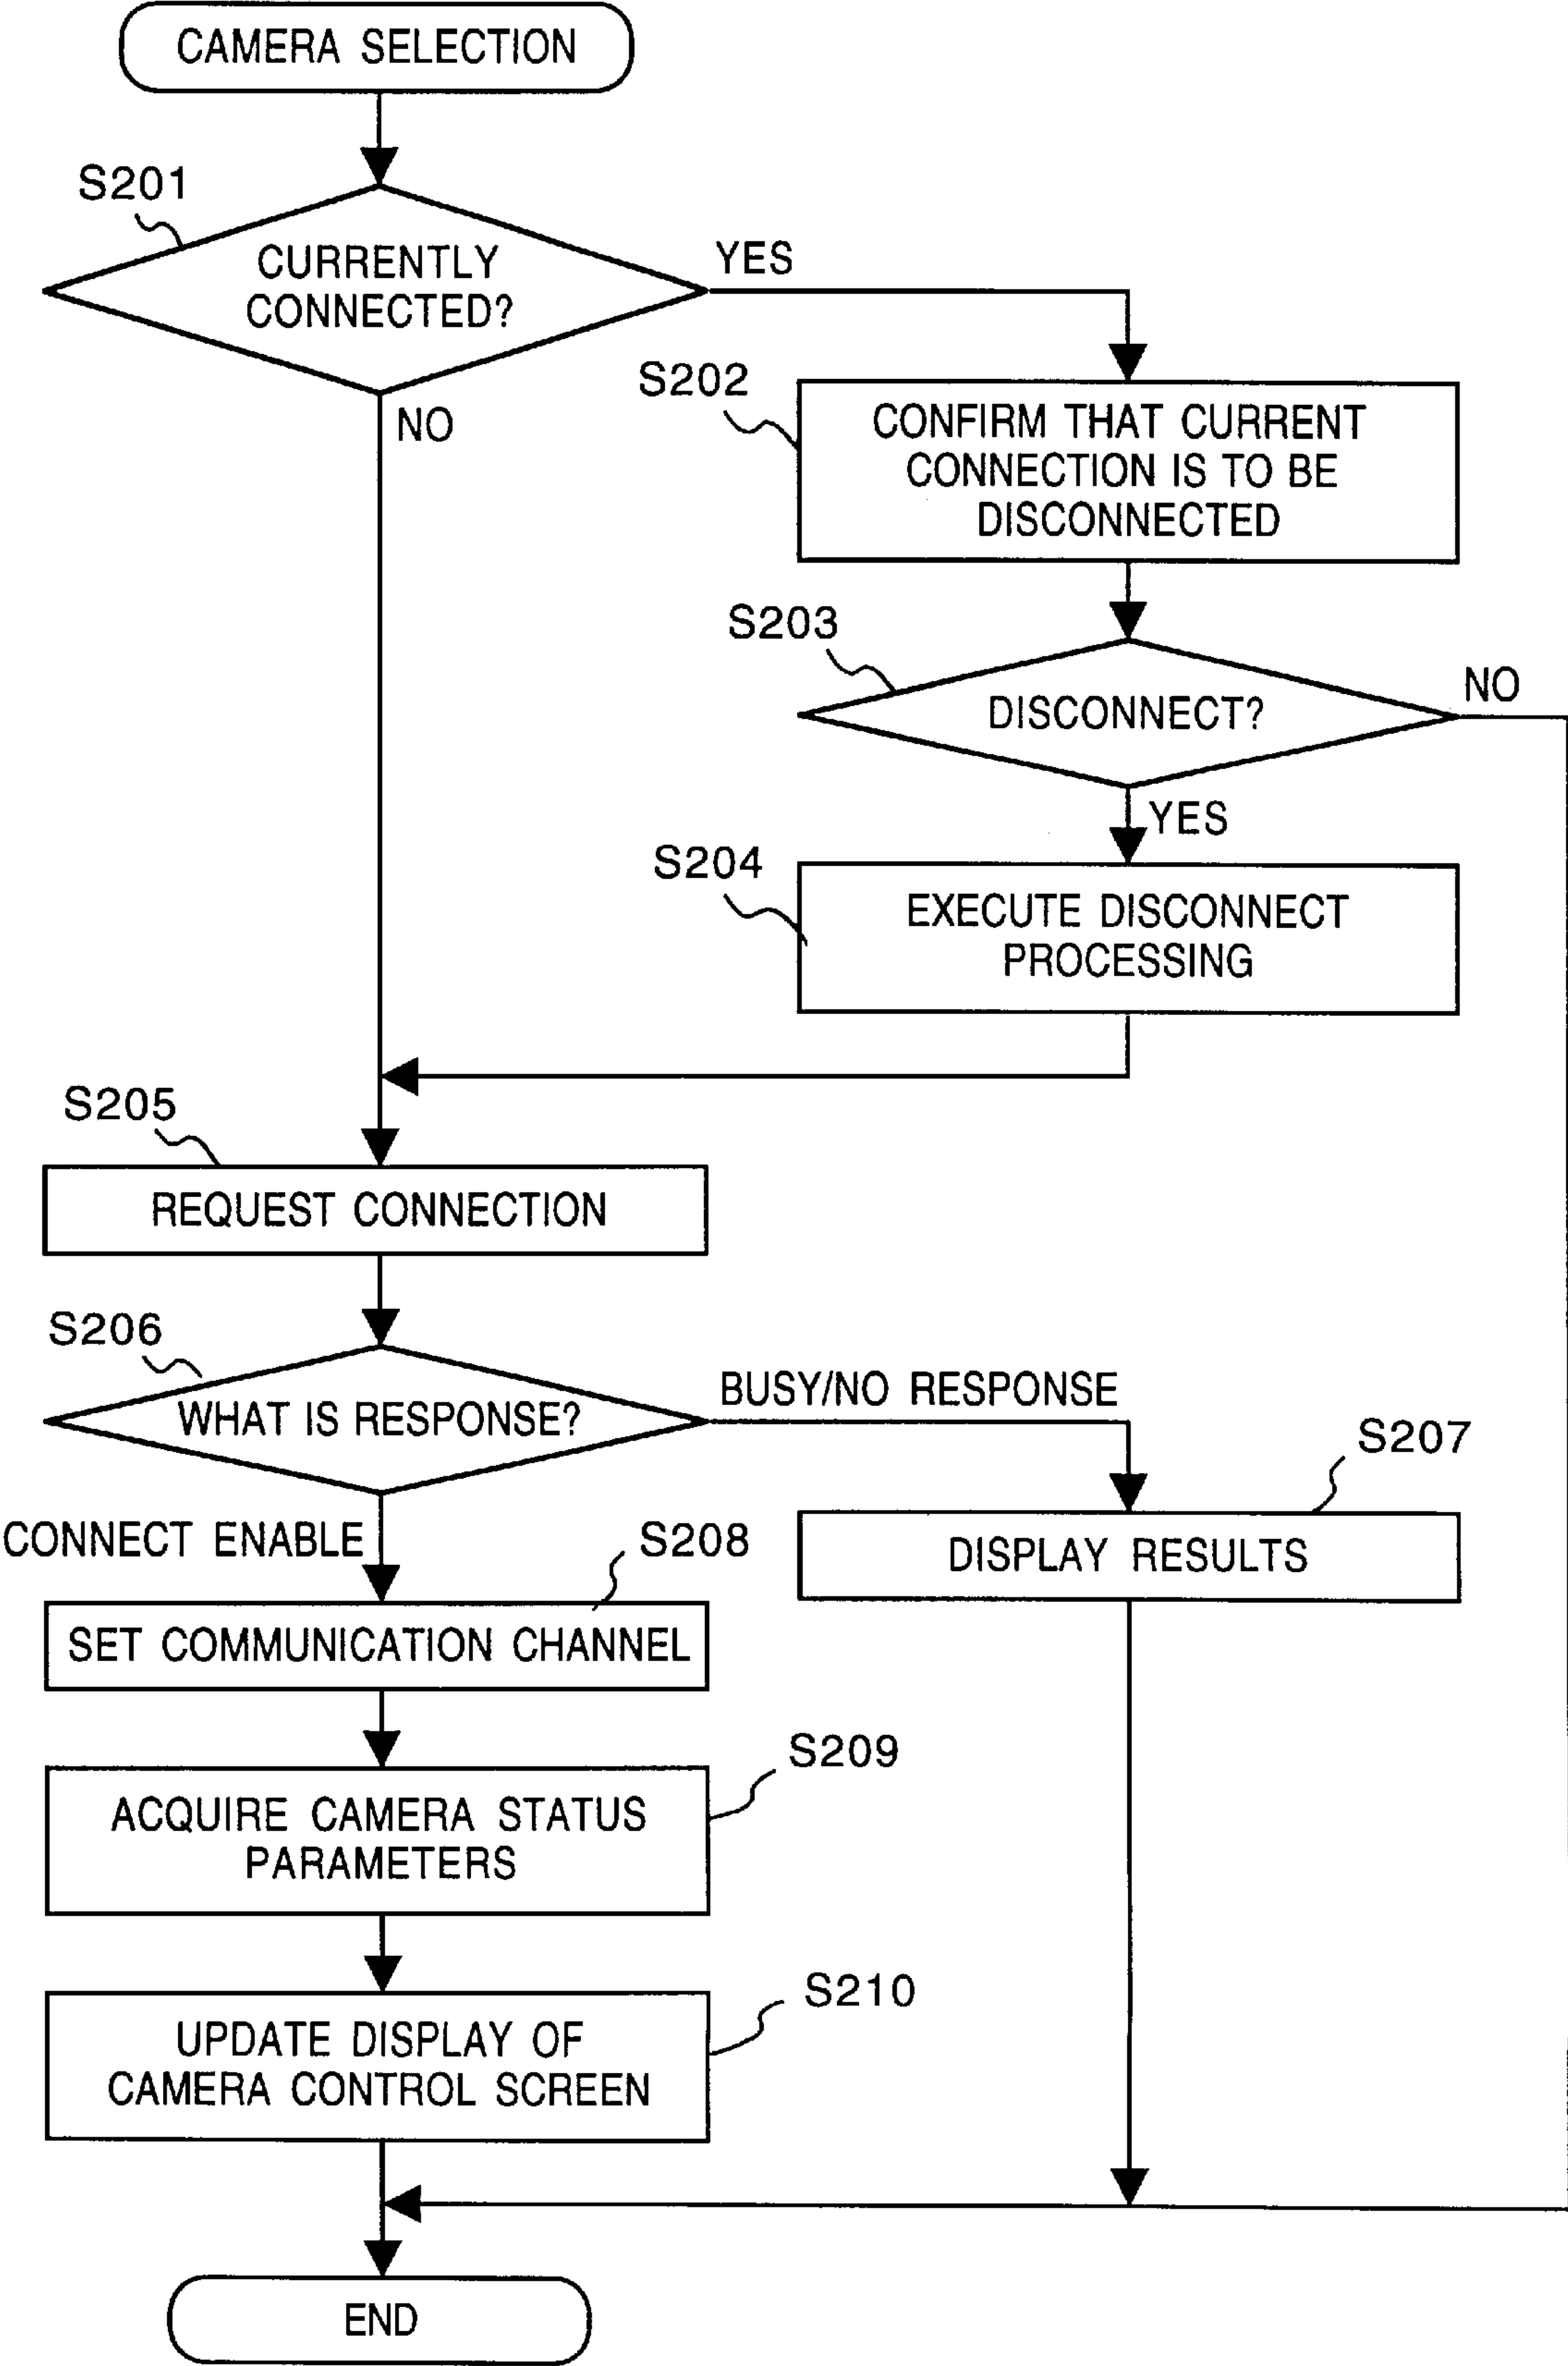 CAMERA SELECTION
S201
CURRENTLY
CONNECTED?
YES
NO
S202
CONFIRM THAT CURRENT
CONNECTION IS TO BE
DISCONNECTED
S203
DISCONNECT?
NO
YES
S204
EXECUTE DISCONNECT
PROCESSING
S205
REQUEST CONNECTION
S206
WHAT IS RESPONSE?
BUSY/NO RESPONSE
S207
DISPLAY RESULTS
CONNECT ENABLE
S208
SET COMMUNICATION CHANNEL
S209
ACQUIRE CAMERA STATUS
PARAMETERS
S210
UPDATE DISPLAY OF
CAMERA CONTROL SCREEN
END